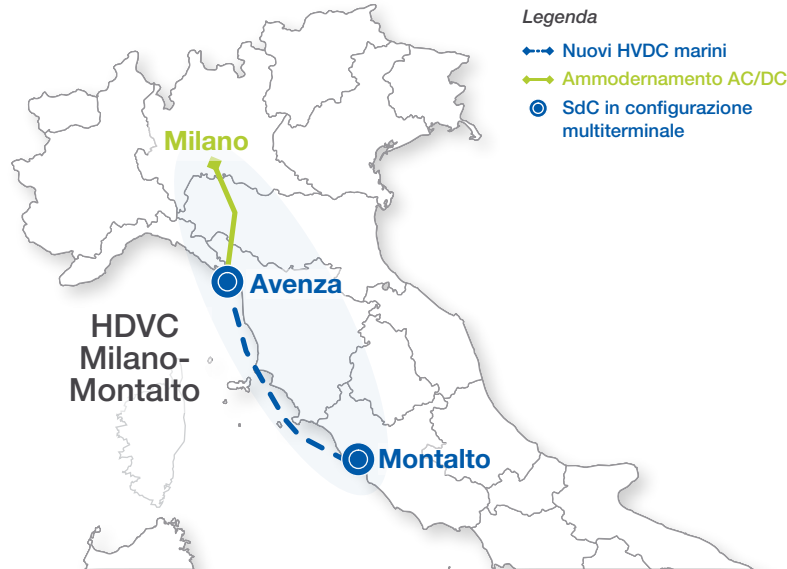 Legenda
Nuovi HVDC marini
Ammodernamento AC/DC
SdC in configurazione
multiterminale
Milano
Avenza
HDVC
Milano-
Montalto
Montalto